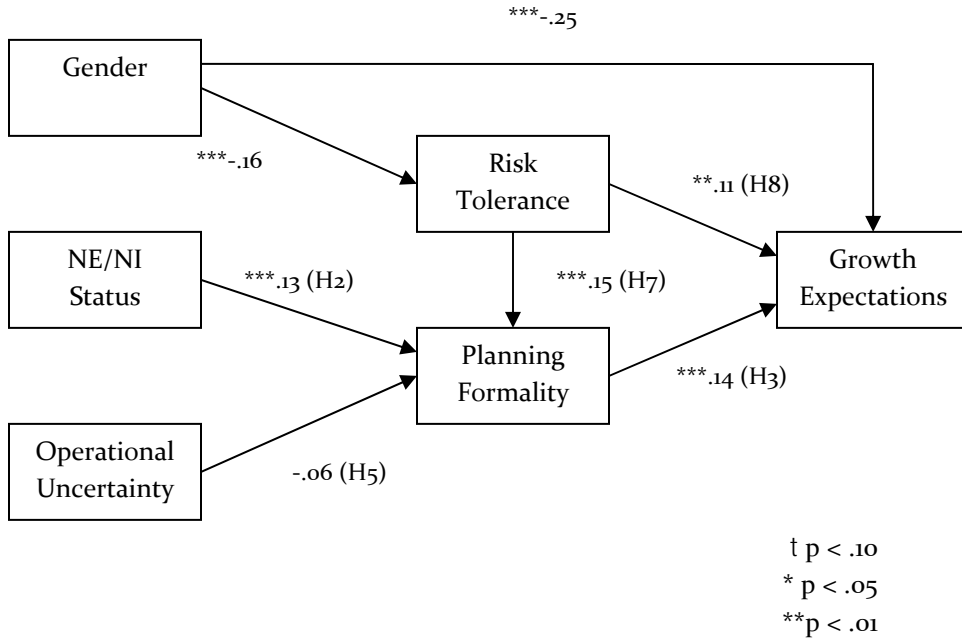 ***-.25
Gender
***-.16
Risk
Tolerance
**.11 (H8)
NE/NI
Status
***.13 (H2)
***.15 (H7)
Growth
Expectations
Planning
Formality
***.14 (H3)
Operational
Uncertainty
-.06 (H5)
† p < .10
* p < .05
**p < .01